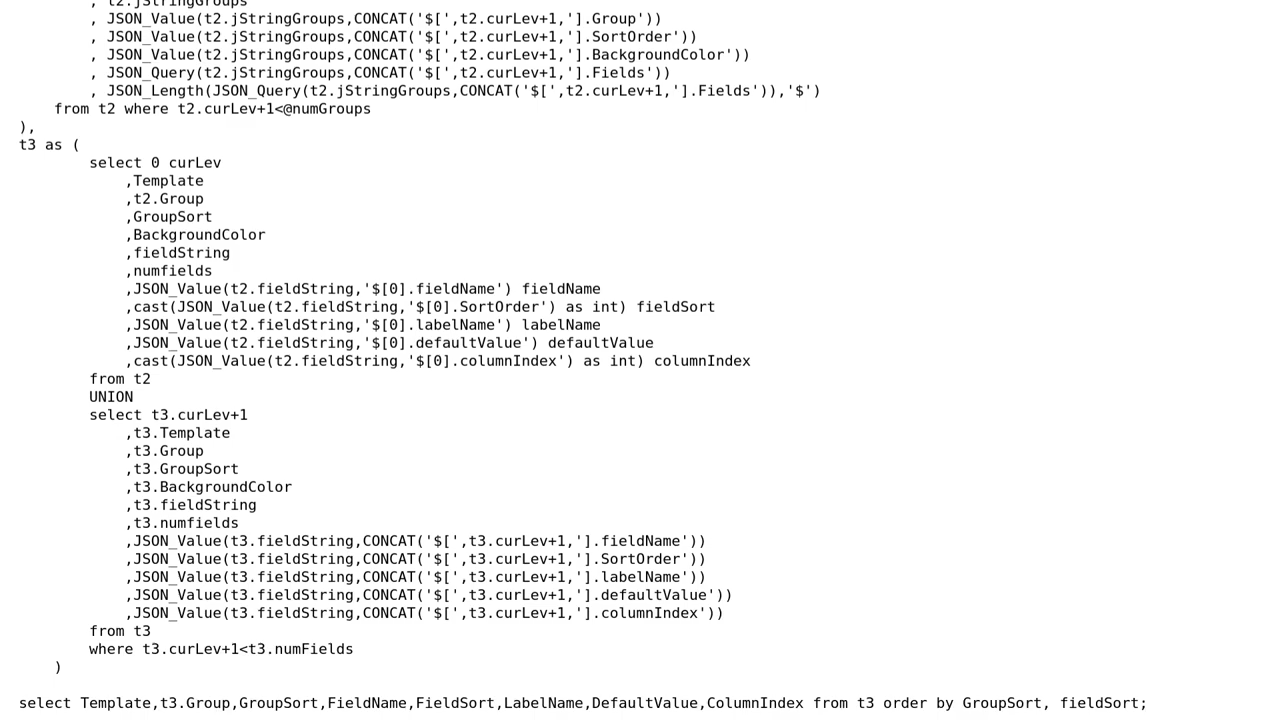 , t2.jStringGroups
, JSON_Value(t2.jStringGroups,CONCAT('$[',t2.curLev+1,'].Group'))
, JSON_Value(t2.jStringGroups,CONCAT('$[',t2.curLev+1,'].SortOrder'))
, JSON_Value(t2.jStringGroups,CONCAT('$[',t2.curLev+1,'].BackgroundColor'))
, JSON_Query(t2.jStringGroups,CONCAT('$[',t2.curLev+1,'].Fields'))
, JSON_Length(JSON_Query(t2.jStringGroups,CONCAT('$[',t2.curLev+1,'].Fields')),'$')
from t2 where t2.curLev+1<@numGroups
),
t3 as (
select 0 curLev
,Template
,t2.Group
,GroupSort
,BackgroundColor
,fieldString
,numfields
,JSON_Value(t2.fieldString,'$[0].fieldName') fieldName
,cast(JSON_Value(t2.fieldString,'$[0].SortOrder') as int) fieldSort
,JSON_Value(t2.fieldString,'$[0].labelName') labelName
,JSON_Value(t2.fieldString,'$[0].defaultValue') defaultValue
,cast(JSON_Value(t2.fieldString,'$[0].columnIndex') as int) columnIndex
from t2
UNION
select t3.curLev+1
,t3.Template
,t3.Group
,t3.GroupSort
,t3.BackgroundColor
,t3.fieldString
,t3.numfields
,JSON_Value(t3.fieldString,CONCAT('$[',t3.curLev+1,'].fieldName'))
,JSON_Value(t3.fieldString,CONCAT('$[',t3.curLev+1,'].SortOrder'))
,JSON_Value(t3.fieldString,CONCAT('$[',t3.curLev+1,'].labelName'))
,JSON_Value(t3.fieldString,CONCAT('$[',t3.curLev+1,'].defaultValue'))
,JSON_Value(t3.fieldString,CONCAT('$[',t3.curLev+1,'].columnIndex'))
from t3
where t3.curLev+1<t3.numFields
)
select Template,t3.Group,GroupSort,FieldName,FieldSort,LabelName,DefaultValue,ColumnIndex from t3 order by GroupSort, fieldSort;